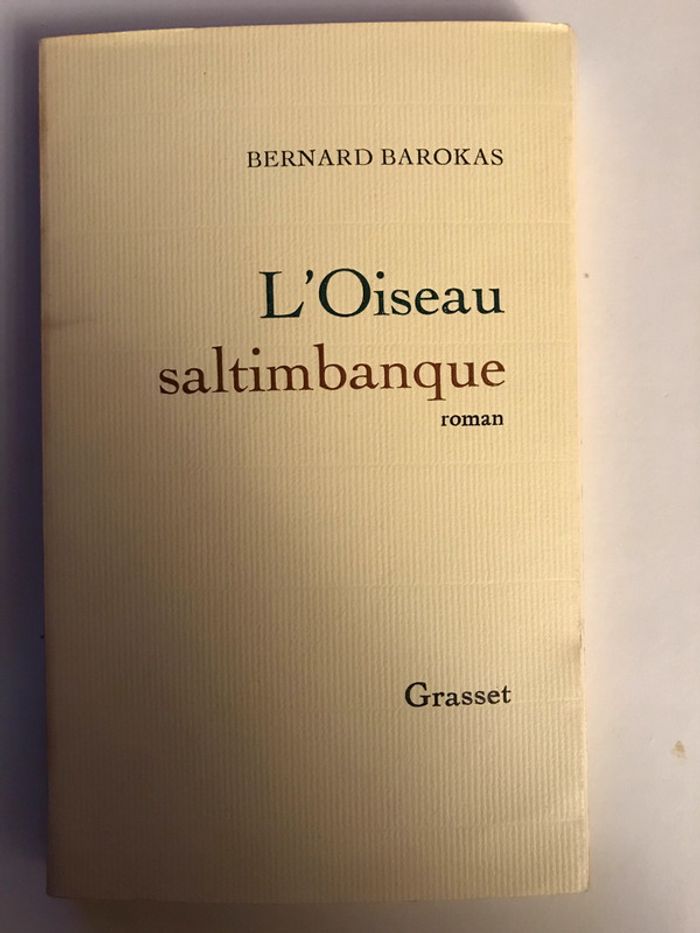 BERNARD BAROKAS
L'Oiseau
saltimbanque
roman
Grasset